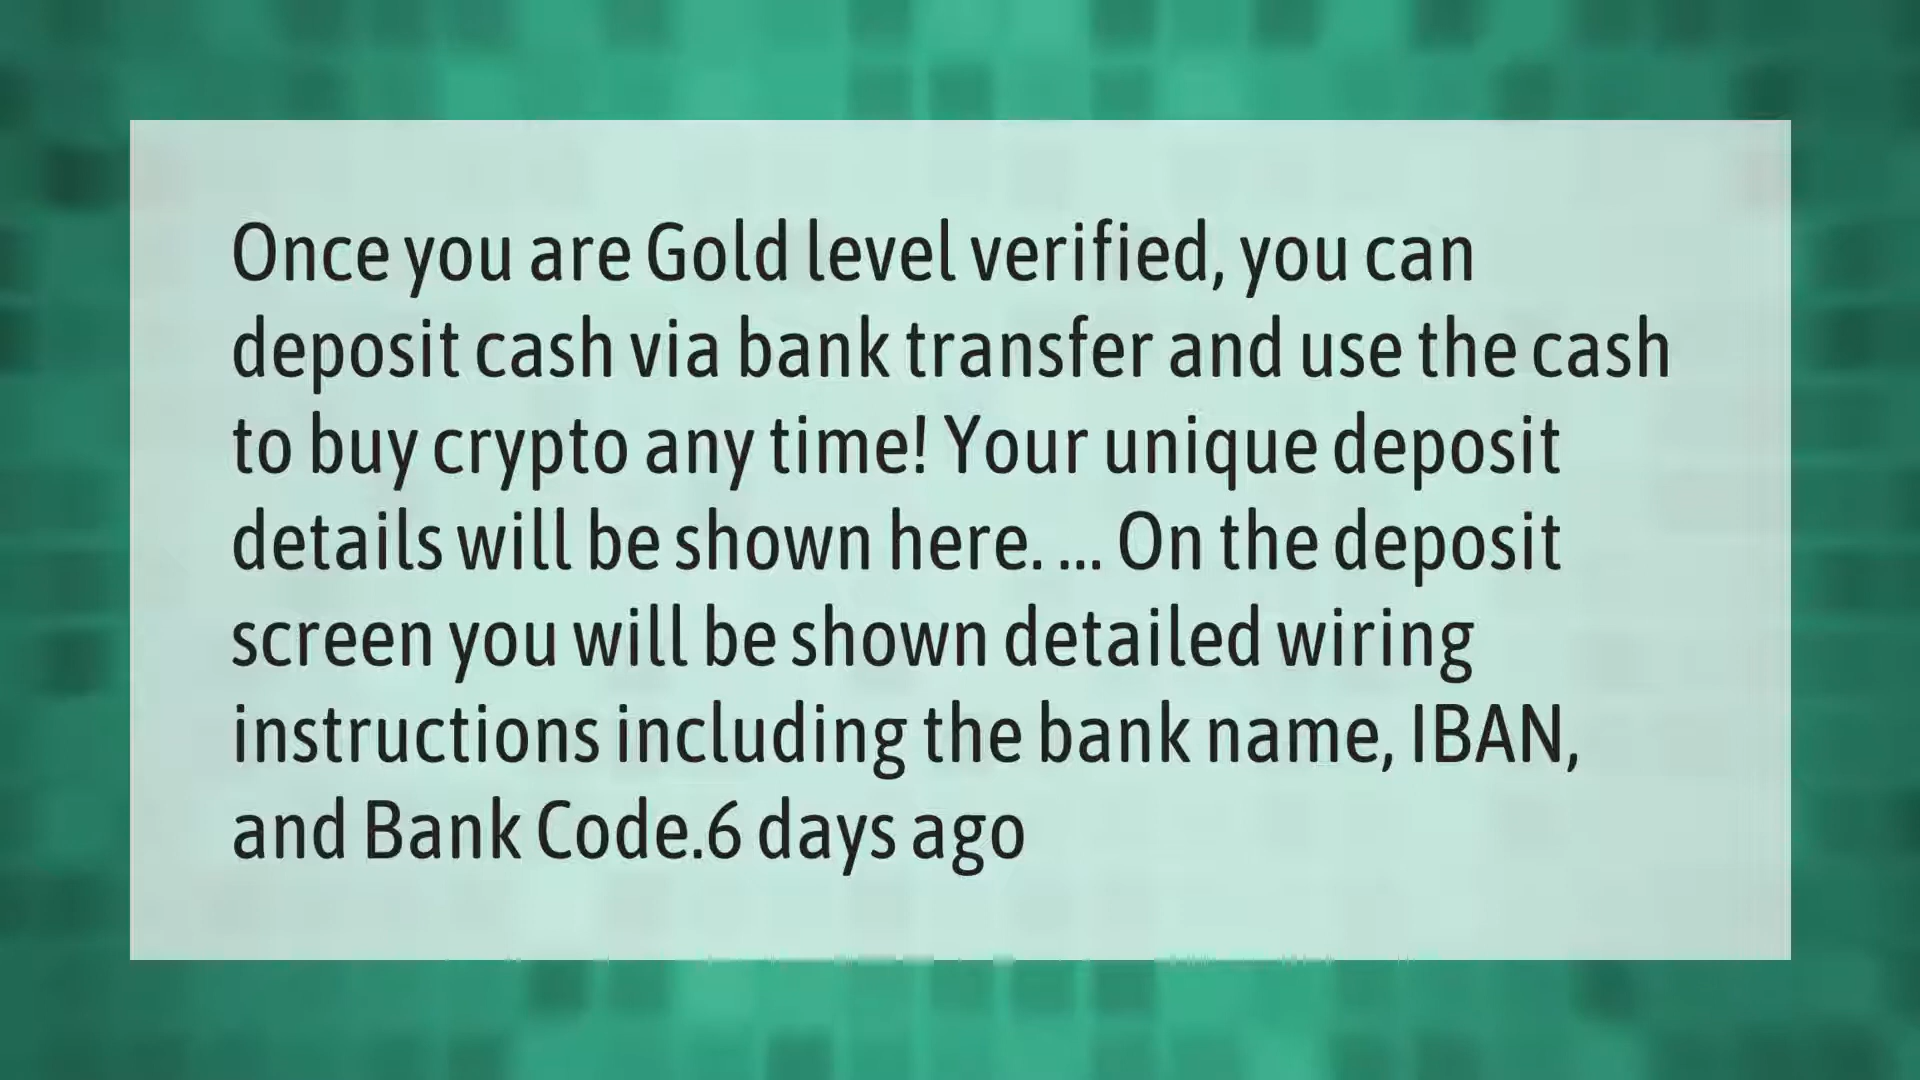 Once you are Gold level verified, you can
deposit cash via bank transfer and use the cash
to buy crypto any time! Your unique deposit
details will be shown here. ... On the deposit
screen you will be shown detailed wiring
instructions including the bank name, IBAN,
and Bank Code.6 days ago